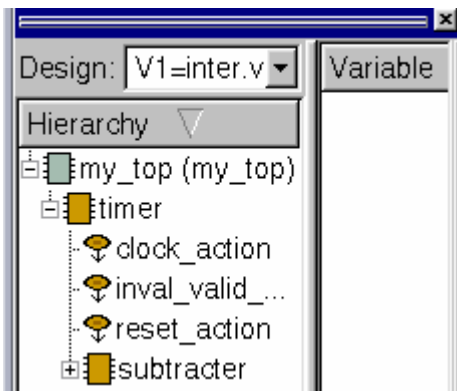 Design: V1=inter.v Variable
Hierarchy
my_top (my_top)
timer
clock_action
inval_valid_...
reset_action
subtracter